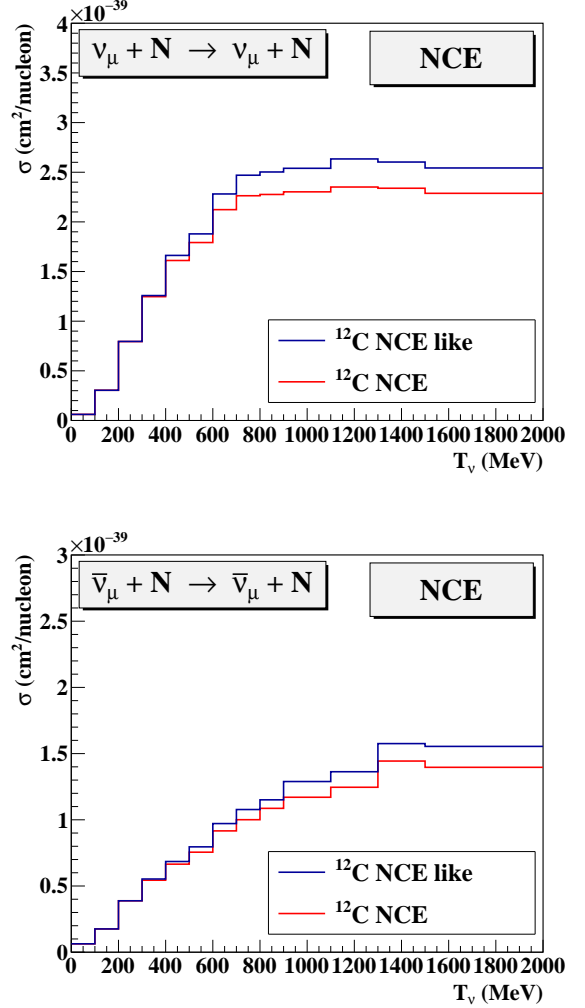 ×10⁻³⁹
ν_μ + N → ν_μ + N
NCE
σ (cm²/nucleon)
4
3.5
3
2.5
2
1.5
1
0.5
0
¹²C NCE like
¹²C NCE
0 200 400 600 800 1000 1200 1400 1600 1800 2000
T_ν (MeV)
×10⁻³⁹
ν̅_μ + N → ν̅_μ + N
NCE
σ (cm²/nucleon)
3
2.5
2
1.5
1
0.5
0
¹²C NCE like
¹²C NCE
0 200 400 600 800 1000 1200 1400 1600 1800 2000
T_ν (MeV)